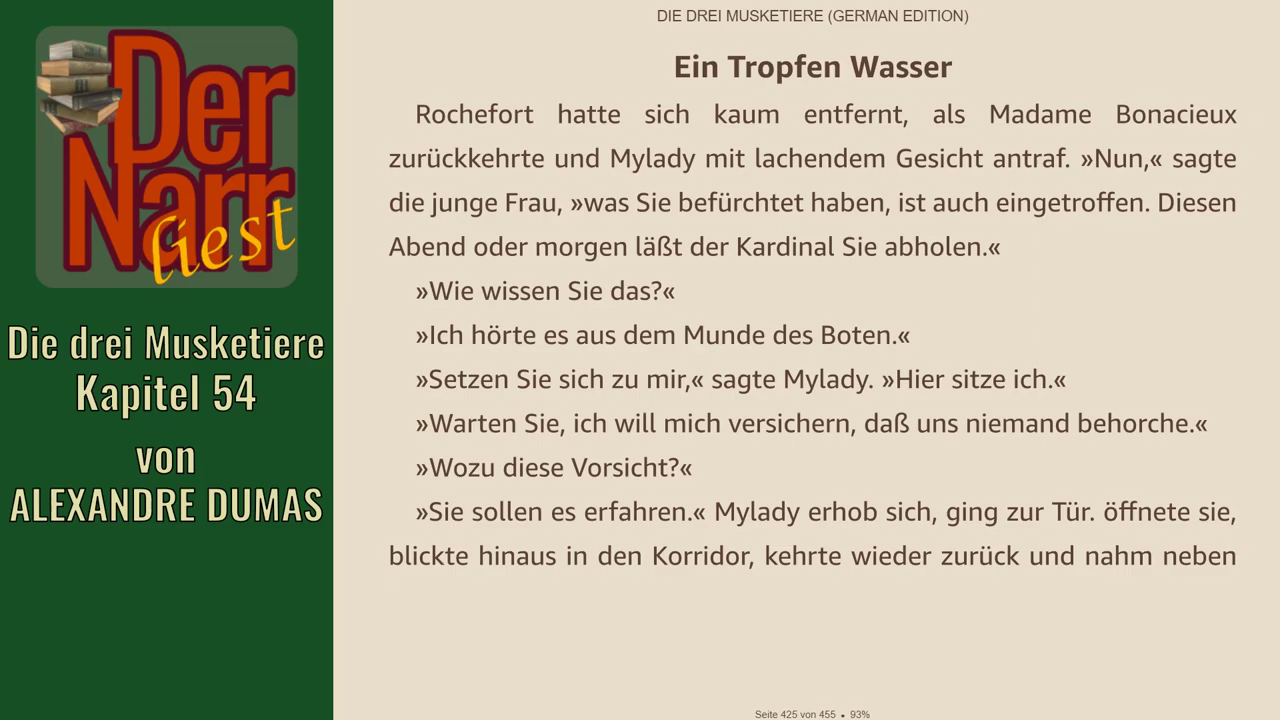 Der
Narr
liest
Die drei Musketiere
Kapitel 54
von
ALEXANDRE DUMAS
DIE DREI MUSKETIERE (GERMAN EDITION)
Ein Tropfen Wasser
Rochefort hatte sich kaum entfernt, als Madame Bonacieux
zurückkehrte und Mylady mit lachendem Gesicht antraf. »Nun,« sagte
die junge Frau, »was Sie befürchtet haben, ist auch eingetroffen. Diesen
Abend oder morgen läßt der Kardinal Sie abholen.«
»Wie wissen Sie das?«
»Ich hörte es aus dem Munde des Boten.«
»Setzen Sie sich zu mir,« sagte Mylady. »Hier sitze ich.«
»Warten Sie, ich will mich versichern, daß uns niemand behorche.«
»Wozu diese Vorsicht?«
»Sie sollen es erfahren.« Mylady erhob sich, ging zur Tür. öffnete sie,
blickte hinaus in den Korridor, kehrte wieder zurück und nahm neben
Seite 425 von 455 • 93%